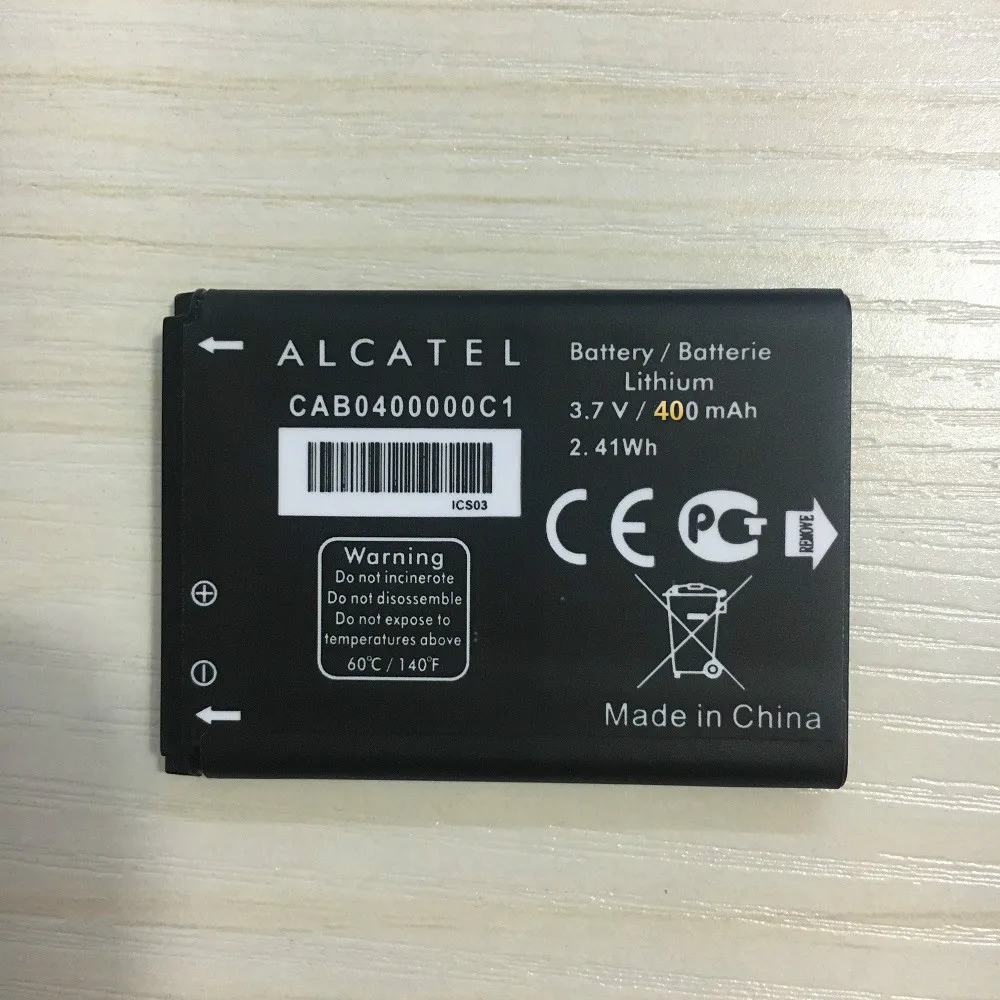 ALCATEL
CAB0400000C1
ICS03
Warning
Do not incinerote
Do not disossemble
Do not expose to
temperatures above
60°C / 140°F
Battery / Batterie
Lithium
3.7 V / 400 mAh
2.41Wh
CE PCT
REMOVE
Made in China